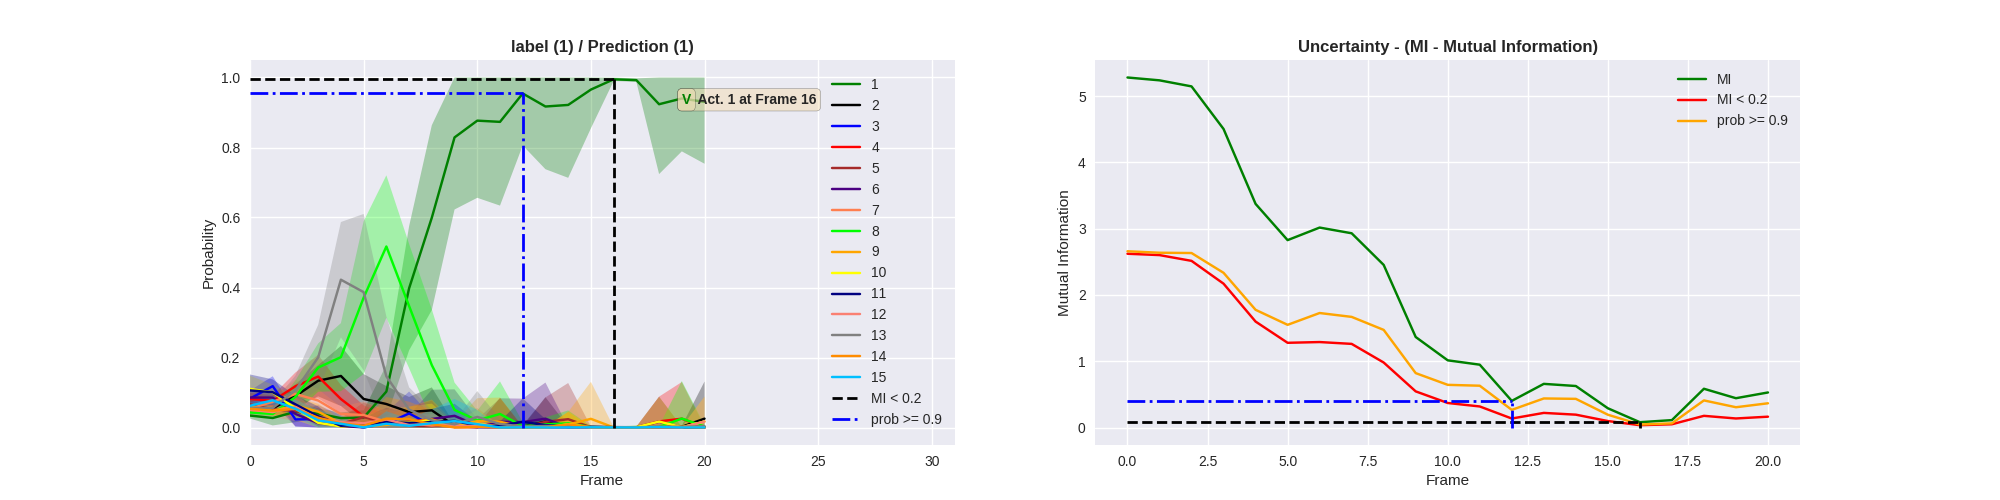 label (1) / Prediction (1)
1.0
0.8
0.6
0.4
0.2
0.0
Probability
0 5 10 15 20 25 30
Frame
V Act. 1 at Frame 16
1
2
3
4
5
6
7
8
9
10
11
12
13
14
15
MI < 0.2
prob >= 0.9
Uncertainty - (MI - Mutual Information)
5
4
3
2
1
0
Mutual Information
0.0 2.5 5.0 7.5 10.0 12.5 15.0 17.5 20.0
Frame
MI
MI < 0.2
prob >= 0.9